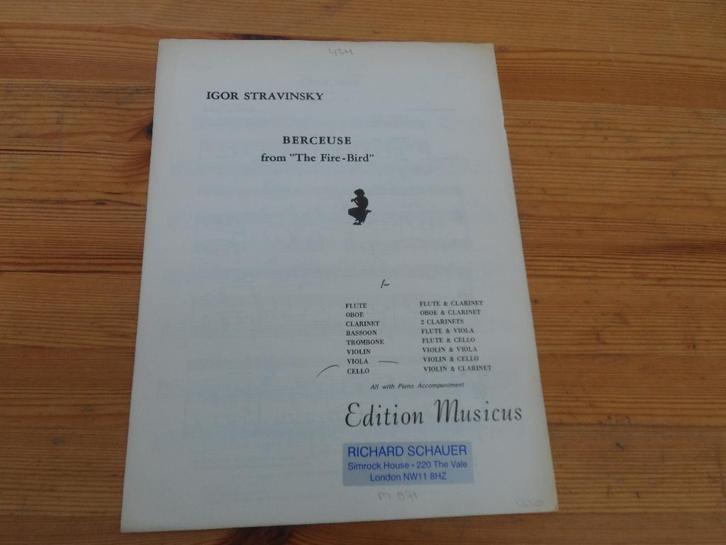 434
IGOR STRAVINSKY
BERCEUSE
from "The Fire-Bird"
for
FLUTE
OBOE
CLARINET
BASSOON
TROMBONE
VIOLIN
VIOLA
CELLO
FLUTE & CLARINET
OBOE & CLARINET
2 CLARINETS
FLUTE & VIOLA
FLUTE & CELLO
VIOLIN & VIOLA
VIOLIN & CELLO
VIOLIN & CLARINET
All with Piano Accompaniment
Edition Musicus
RICHARD SCHAUER
Simrock House - 220 The Vale
London NW11 8HZ